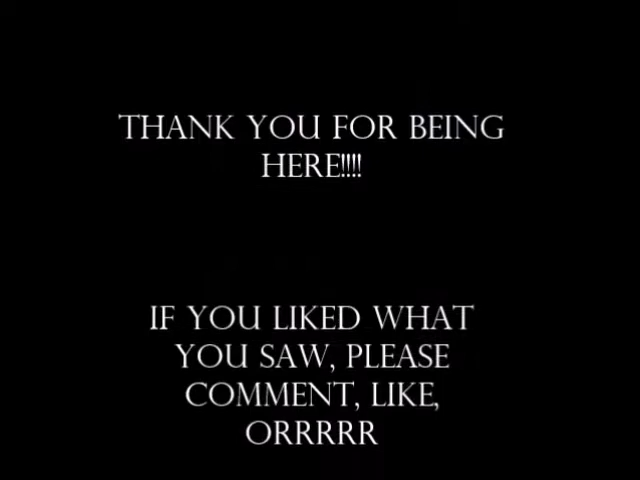 THANK YOU FOR BEING
HERE!!!!
IF YOU LIKED WHAT
YOU SAW, PLEASE
COMMENT, LIKE,
ORRRRR